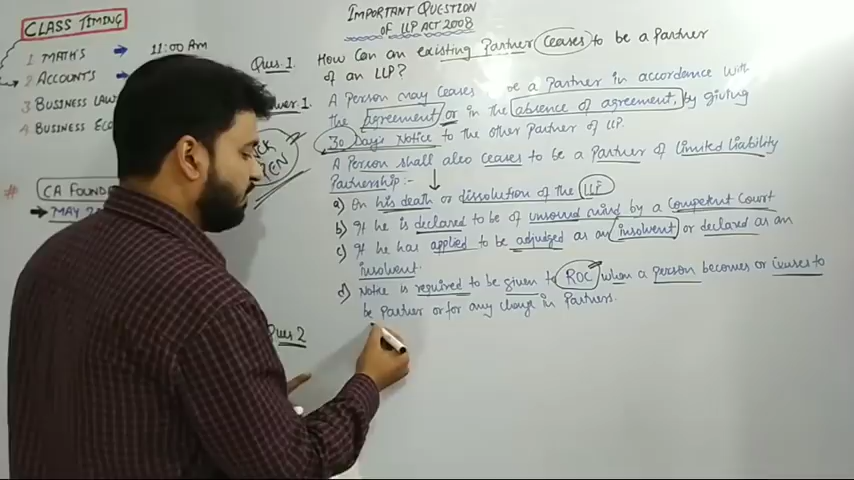 IMPORTANT QUESTION
OF LLP ACT 2008
CLASS TIMING
1 MATH'S 11:00 Am
2 ACCOUNT'S
3 BUSINESS LAW
4 BUSINESS ECO
CA FOUND
MAY 2
Ques.1 How Can an existing Partner Ceases to be a Partner
of an LLP?
A Person may Ceases be a Partner in accordance with
the agreement or in the absence of agreement, by giving
30 Day's Notice to the other Partner of LLP.
A Person shall also ceases to be a Partner of Limited Liability
Partnership:-
a) On his death or dissolution of the LLP
b) If he is declared to be of unsound mind by a Competent Court
c) If he has applied to be adjudged as an insolvent or declared as an
insolvent.
d) Notice is required to be given to ROC when a person becomes or ceases to
be Partner or for any change in Partners.
Ques 2